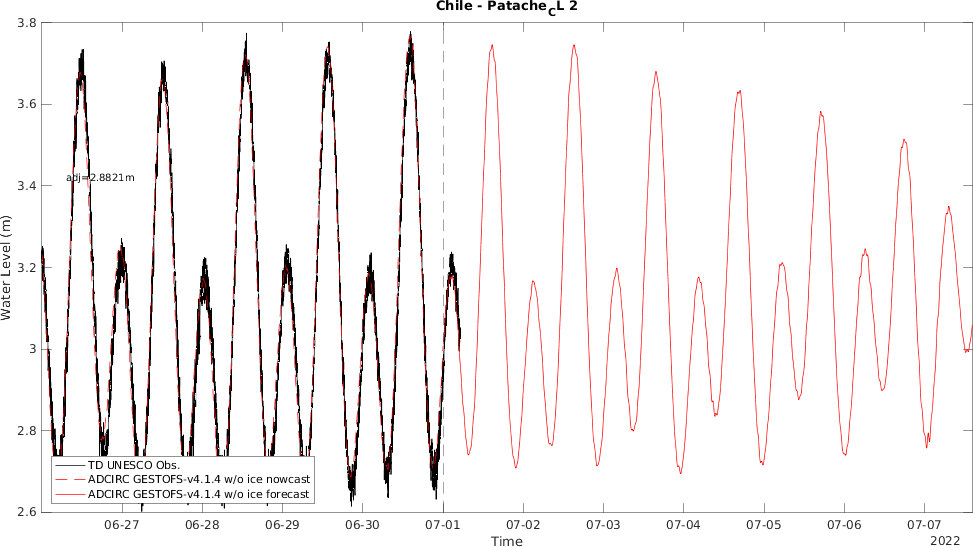 Chile - Patache_CL 2
3.8
3.6
3.4
3.2
3
2.8
2.6
Water Level (m)
adj=2.8821m
TD UNESCO Obs.
ADCIRC GESTOFS-v4.1.4 w/o ice nowcast
ADCIRC GESTOFS-v4.1.4 w/o ice forecast
06-27 06-28 06-29 06-30 07-01 07-02 07-03 07-04 07-05 07-06 07-07
Time
2022